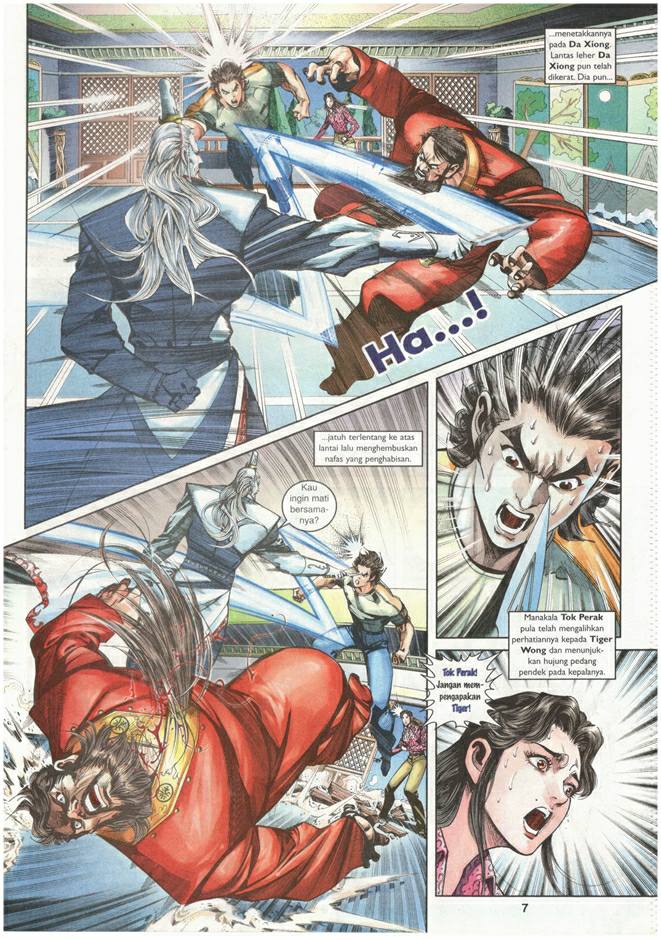 ...menetakkannya
pada Da Xiong.
Lantas leher Da
Xiong pun telah
dikerat. Dia pun...
Ha...!
...jatuh terlentang ke atas
lantai lalu menghembuskan
nafas yang penghabisan.
Kau
ingin mati
bersama-
nya?
Manakala Tok Perak
pula telah mengalihkan
perhatiannya kepada Tiger
Wong dan menunjuk-
kan hujung pedang
pendek pada kepalanya.
Tok Perak!
Jangan mem-
pengapakan
Tiger!
7